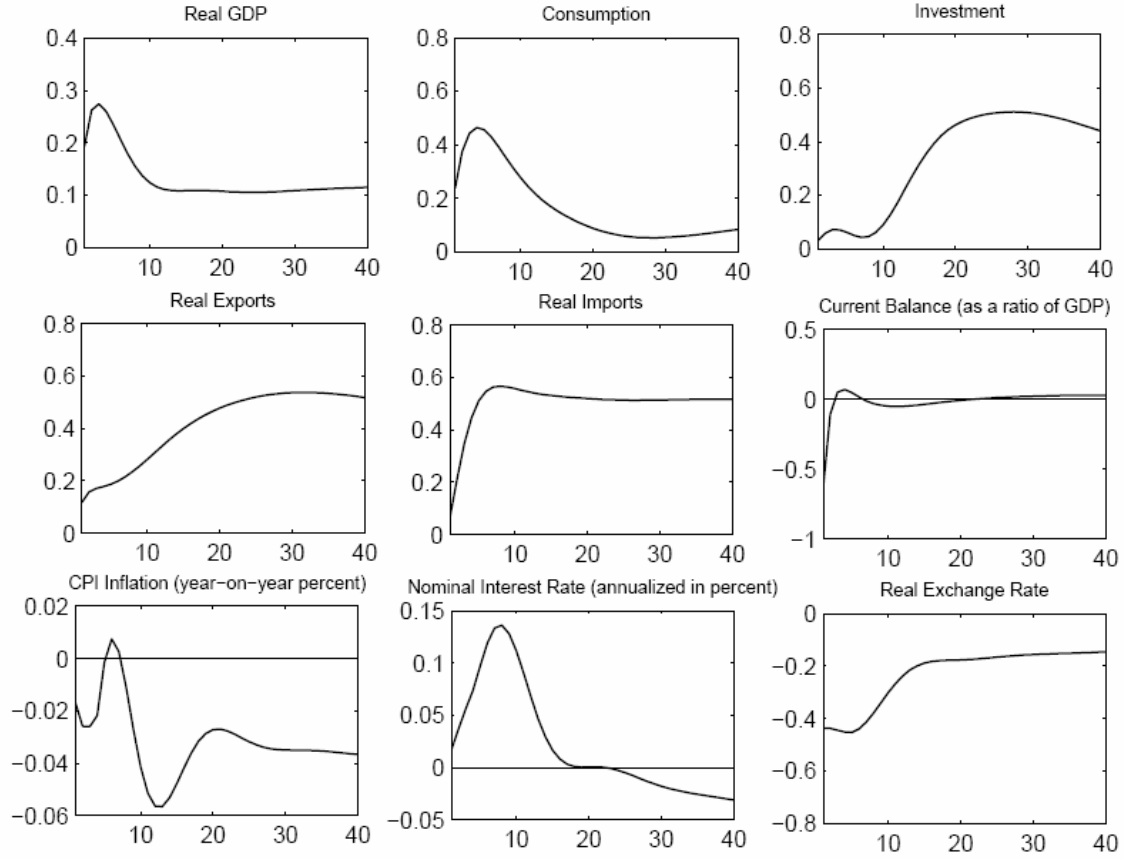 Real GDP
0.4
0.3
0.2
0.1
0
10 20 30 40
Consumption
0.8
0.6
0.4
0.2
0
10 20 30 40
Investment
0.8
0.6
0.4
0.2
0
10 20 30 40
Real Exports
0.8
0.6
0.4
0.2
0
10 20 30 40
Real Imports
0.8
0.6
0.4
0.2
0
10 20 30 40
Current Balance (as a ratio of GDP)
0.5
0
−0.5
−1
10 20 30 40
CPI Inflation (year−on−year percent)
0.02
0
−0.02
−0.04
−0.06
10 20 30 40
Nominal Interest Rate (annualized in percent)
0.15
0.1
0.05
0
−0.05
10 20 30 40
Real Exchange Rate
0
−0.2
−0.4
−0.6
−0.8
10 20 30 40